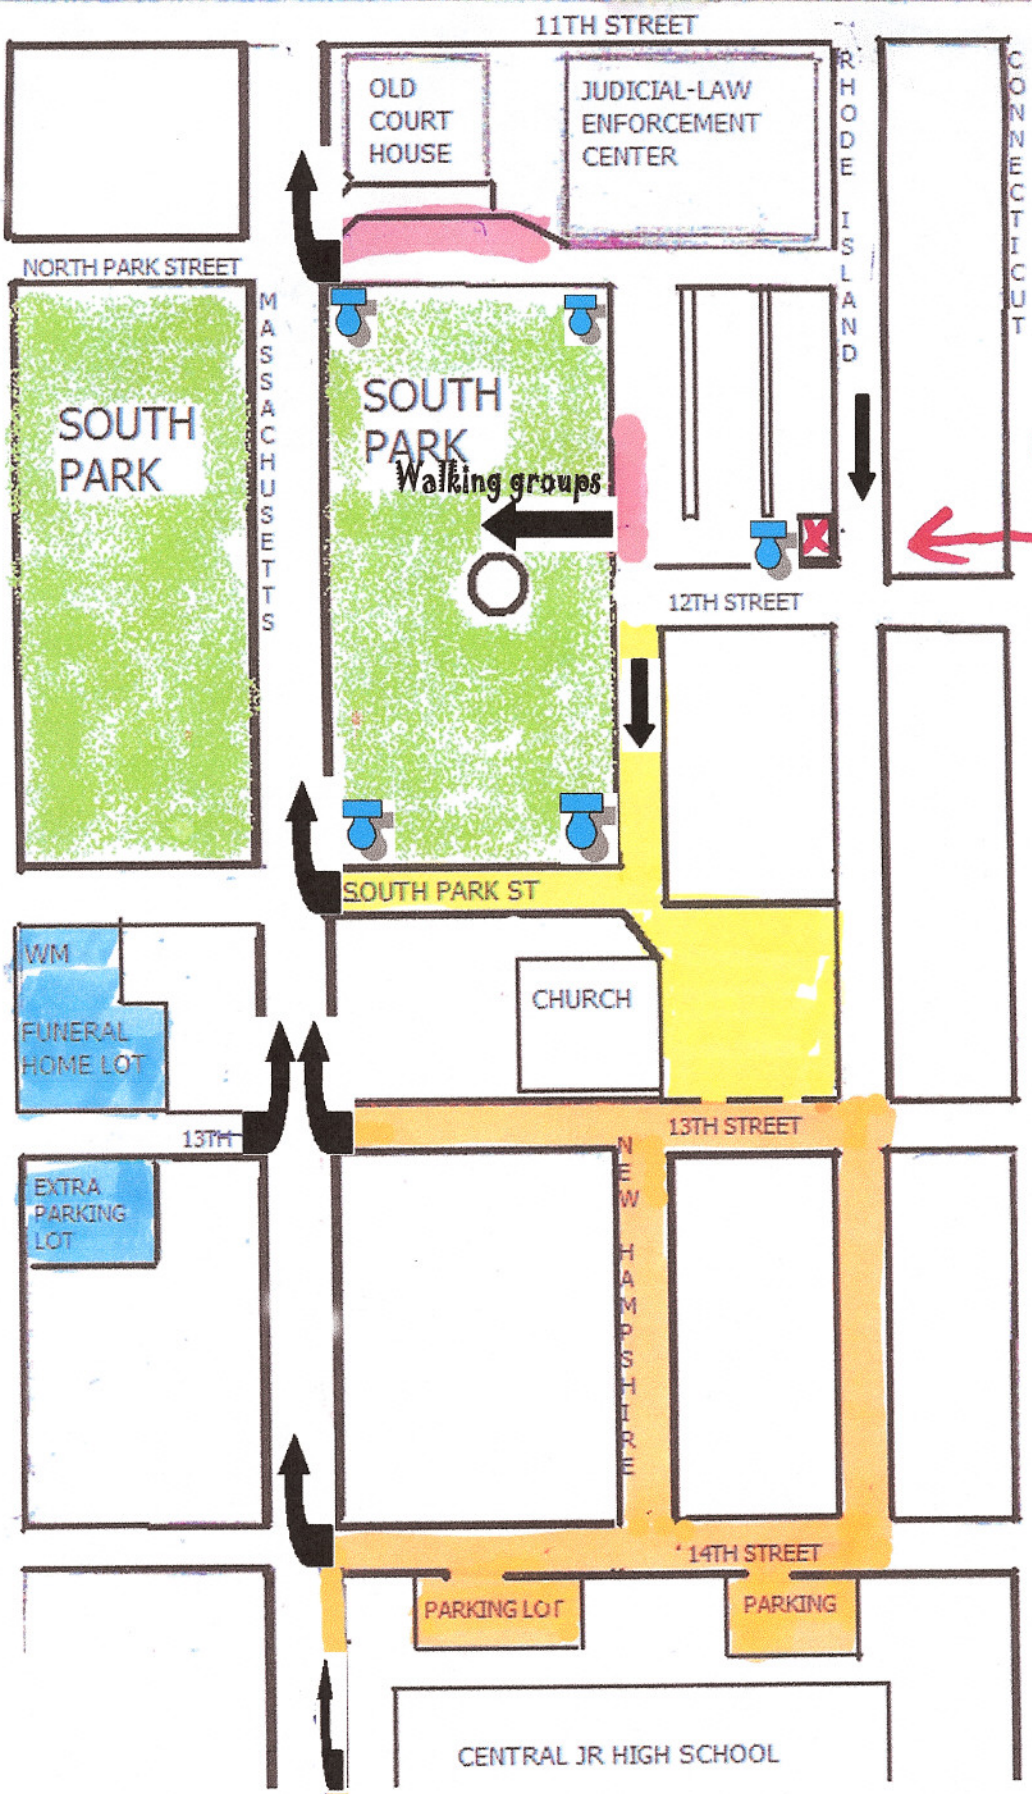 11TH STREET
RHODE ISLAND
CONNECTICUT
OLD
COURT
HOUSE
JUDICIAL-LAW
ENFORCEMENT
CENTER
NORTH PARK STREET
MASSACHUSETTS
SOUTH
PARK
SOUTH
PARK
Walking groups
12TH STREET
SOUTH PARK ST
WM
FUNERAL
HOME LOT
CHURCH
13TH
13TH STREET
NEW HAMPSHIRE
EXTRA
PARKING
LOT
14TH STREET
PARKING LOT
PARKING
CENTRAL JR HIGH SCHOOL